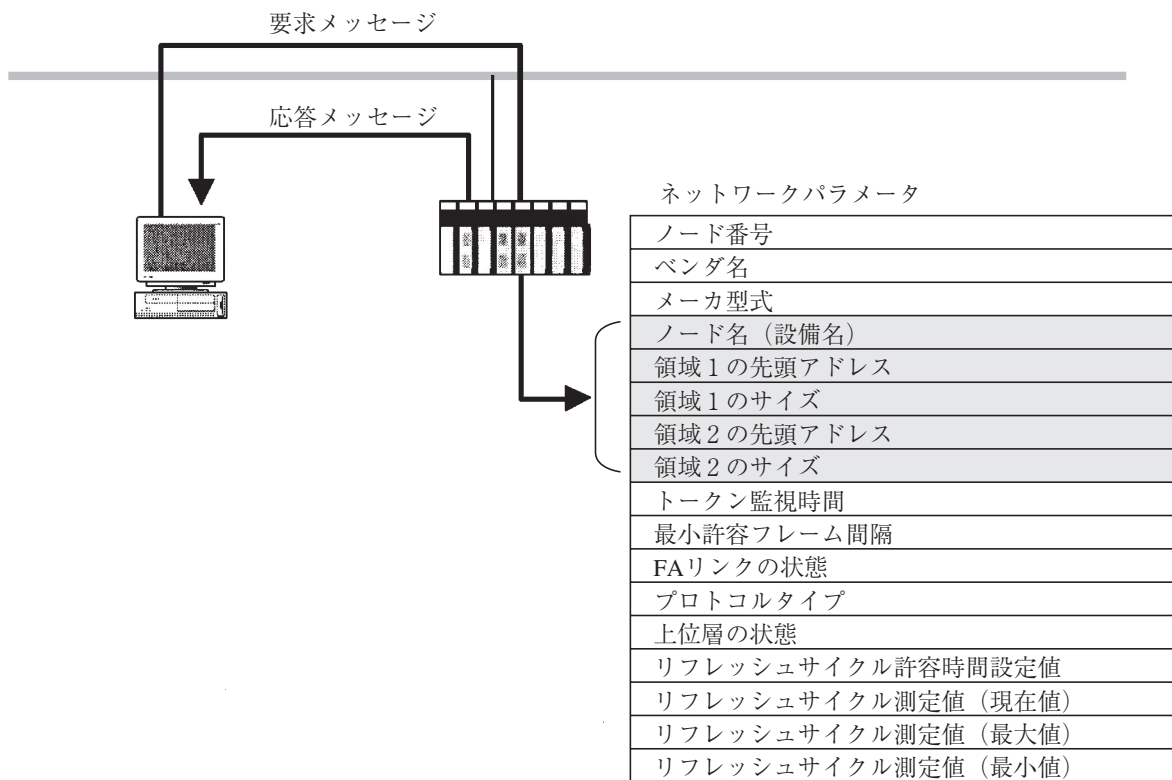 要求メッセージ
応答メッセージ
ネットワークパラメータ
ノード番号
ベンダ名
メーカ型式
ノード名（設備名）
領域１の先頭アドレス
領域１のサイズ
領域２の先頭アドレス
領域２のサイズ
トークン監視時間
最小許容フレーム間隔
FAリンクの状態
プロトコルタイプ
上位層の状態
リフレッシュサイクル許容時間設定値
リフレッシュサイクル測定値（現在値）
リフレッシュサイクル測定値（最大値）
リフレッシュサイクル測定値（最小値）